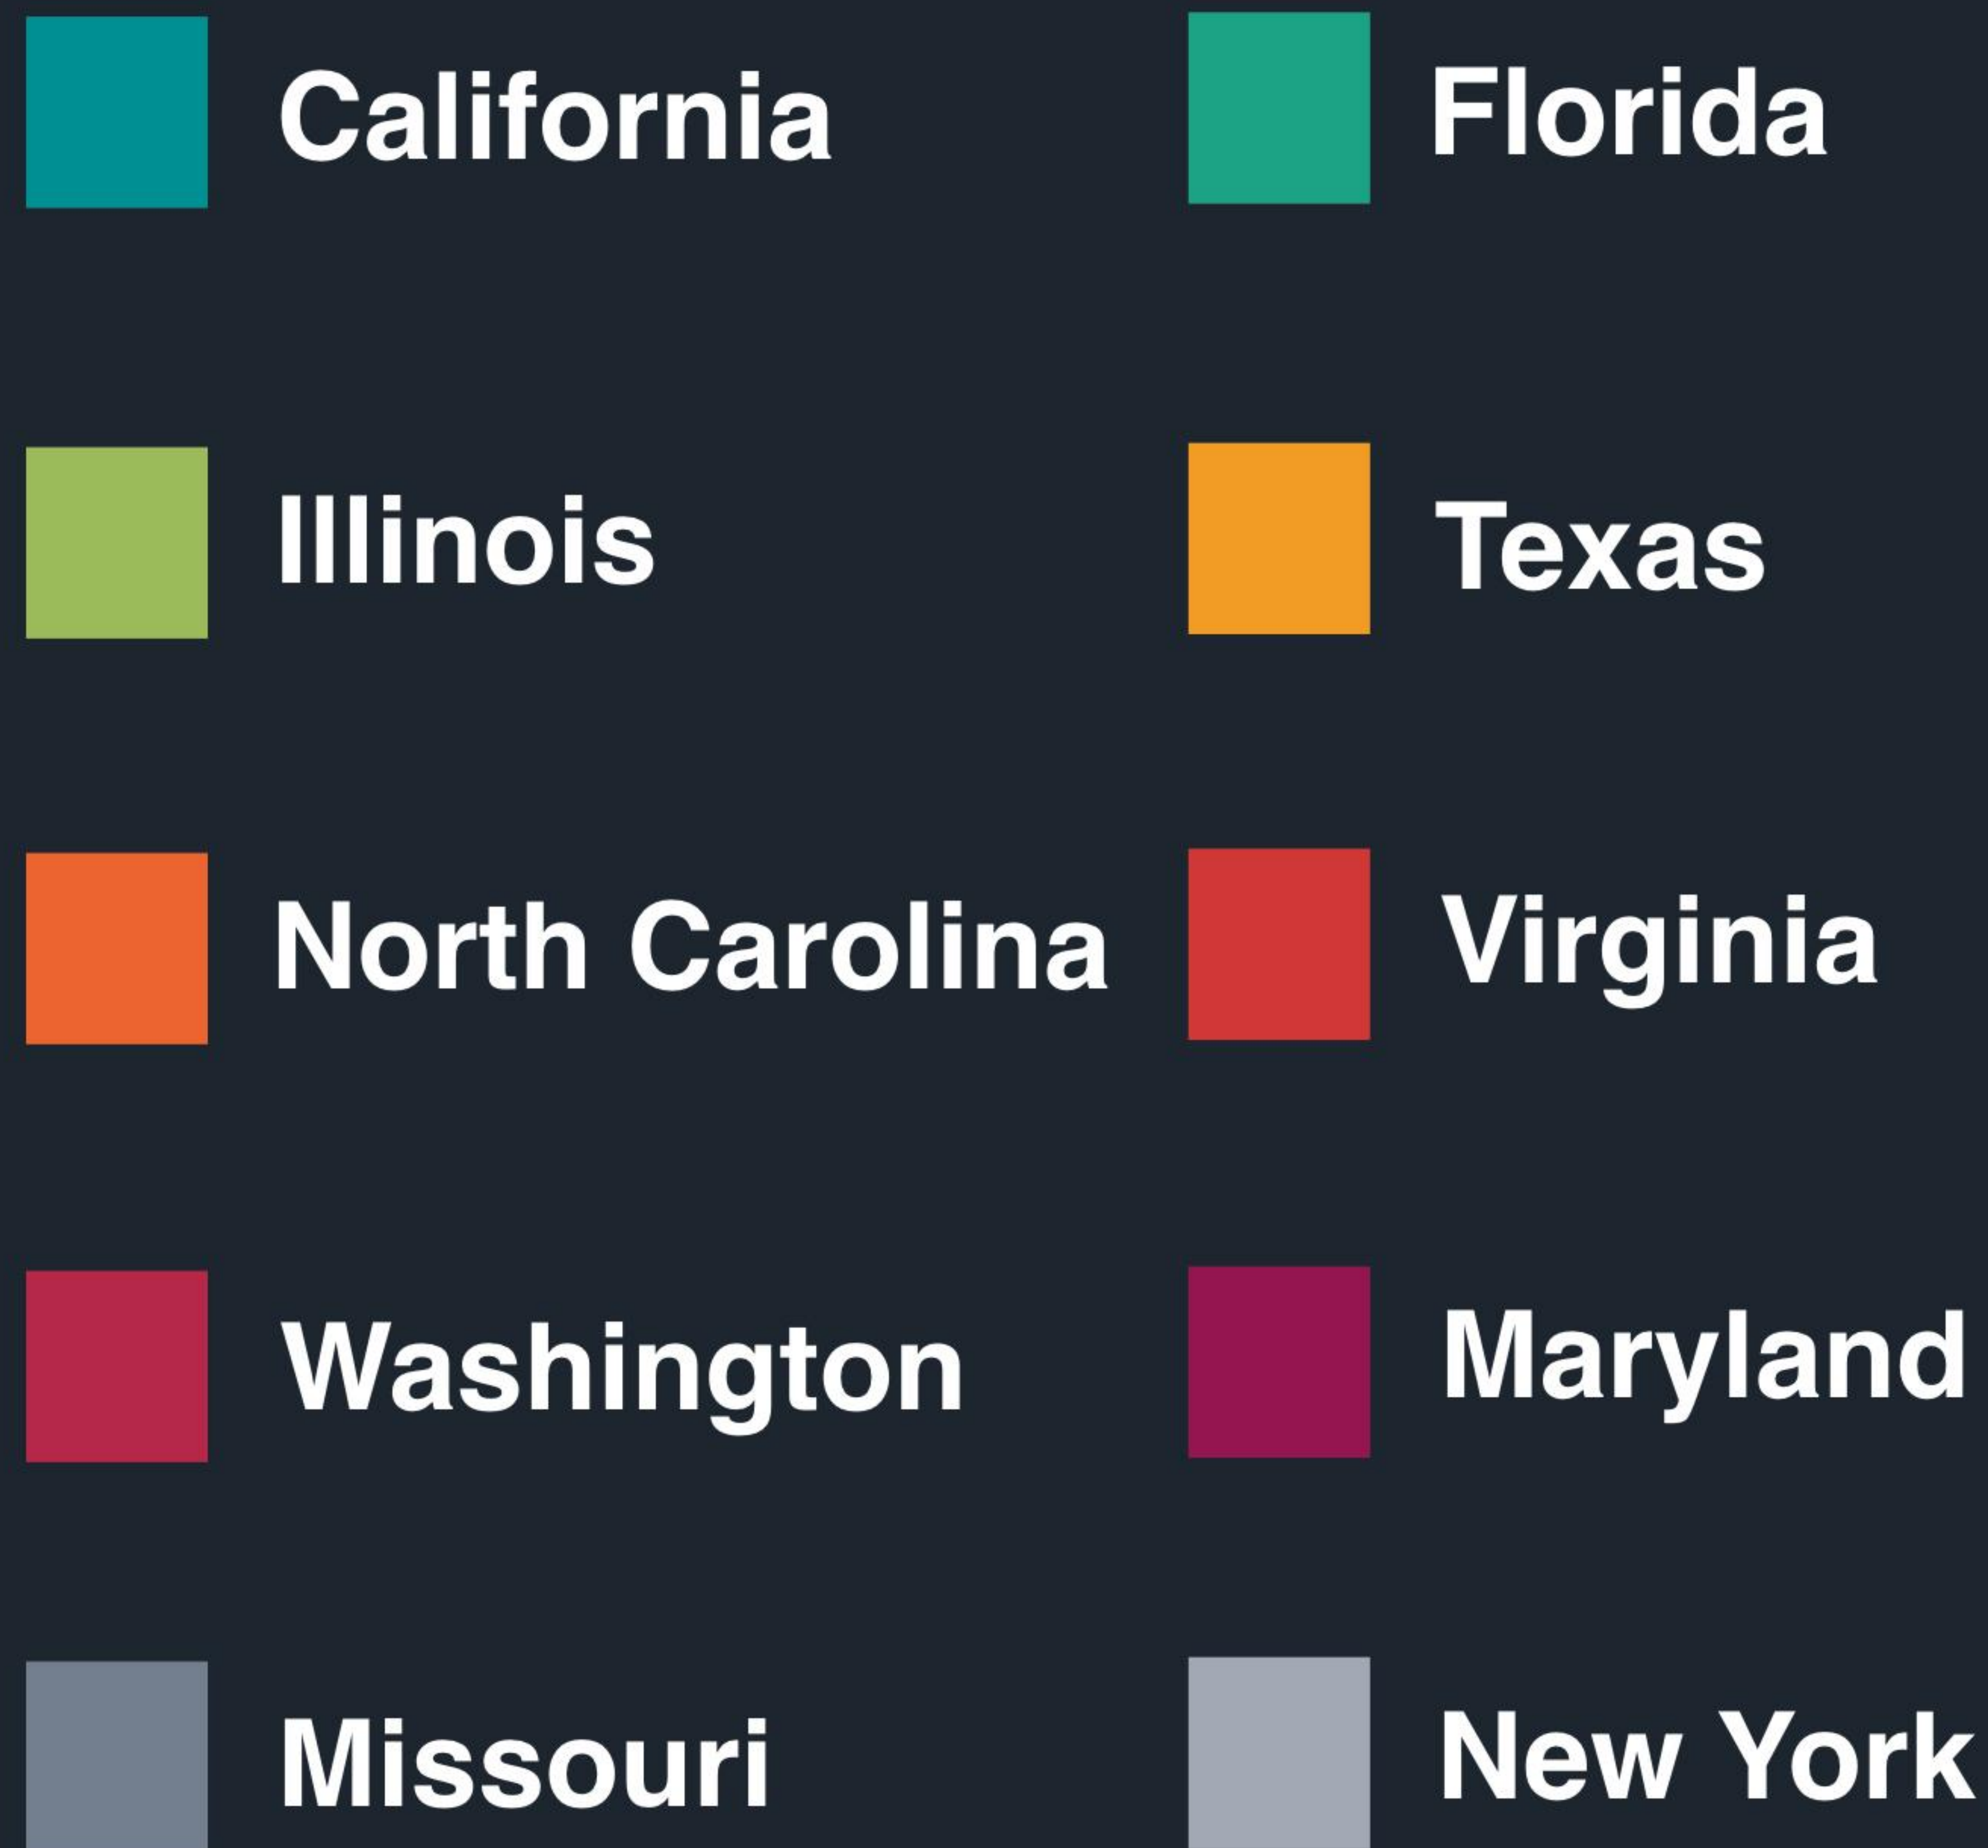 California
Florida
Illinois
Texas
North Carolina
Virginia
Washington
Maryland
Missouri
New York